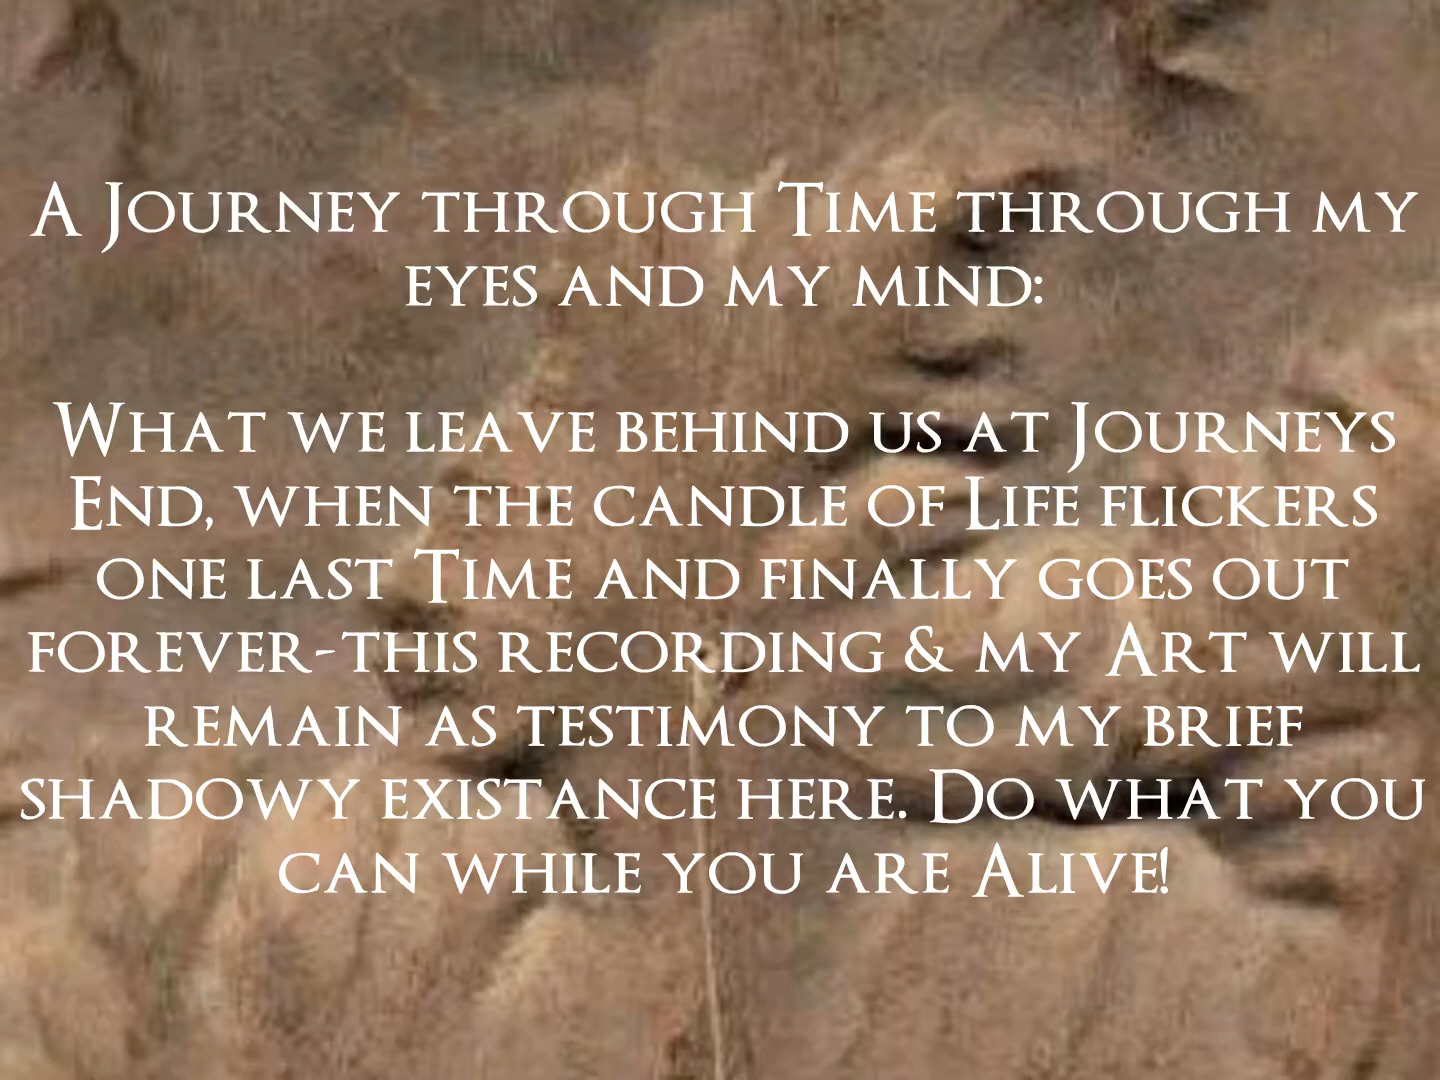 A Journey through Time through my
eyes and my mind:
What we leave behind us at Journeys
End, when the candle of Life flickers
one last Time and finally goes out
forever-this recording & my Art will
remain as testimony to my brief
shadowy existance here. Do what you
can while you are Alive!